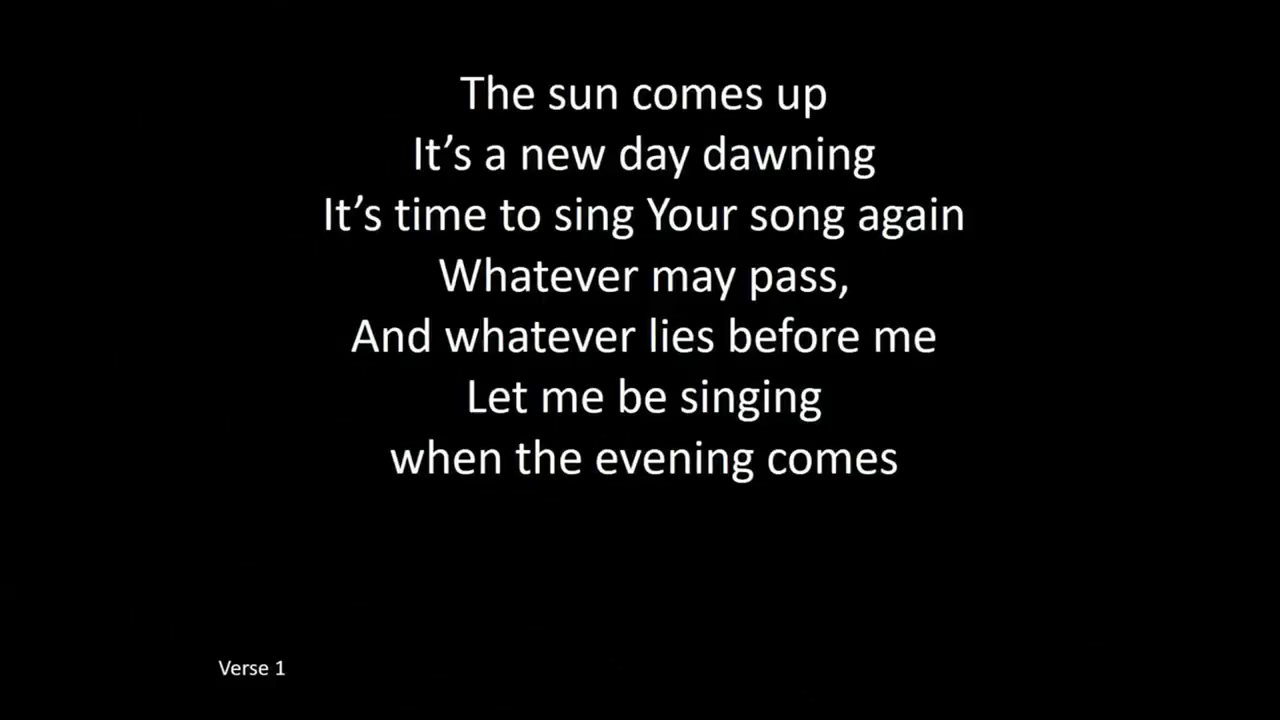 The sun comes up
It’s a new day dawning
It’s time to sing Your song again
Whatever may pass,
And whatever lies before me
Let me be singing
when the evening comes
Verse 1